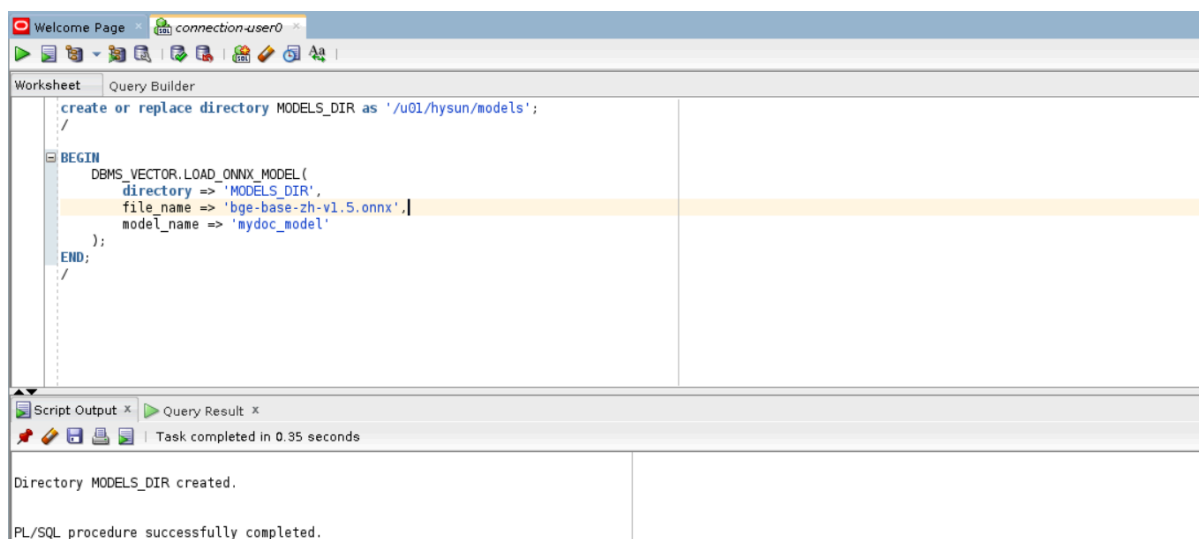 Welcome Page
connection-user0
Worksheet
Query Builder
create or replace directory MODELS_DIR as '/u01/hysun/models';
/
BEGIN
DBMS_VECTOR.LOAD_ONNX_MODEL(
directory => 'MODELS_DIR',
file_name => 'bge-base-zh-v1.5.onnx',
model_name => 'mydoc_model'
);
END;
/
Script Output x
Query Result x
Task completed in 0.35 seconds
Directory MODELS_DIR created.
PL/SQL procedure successfully completed.